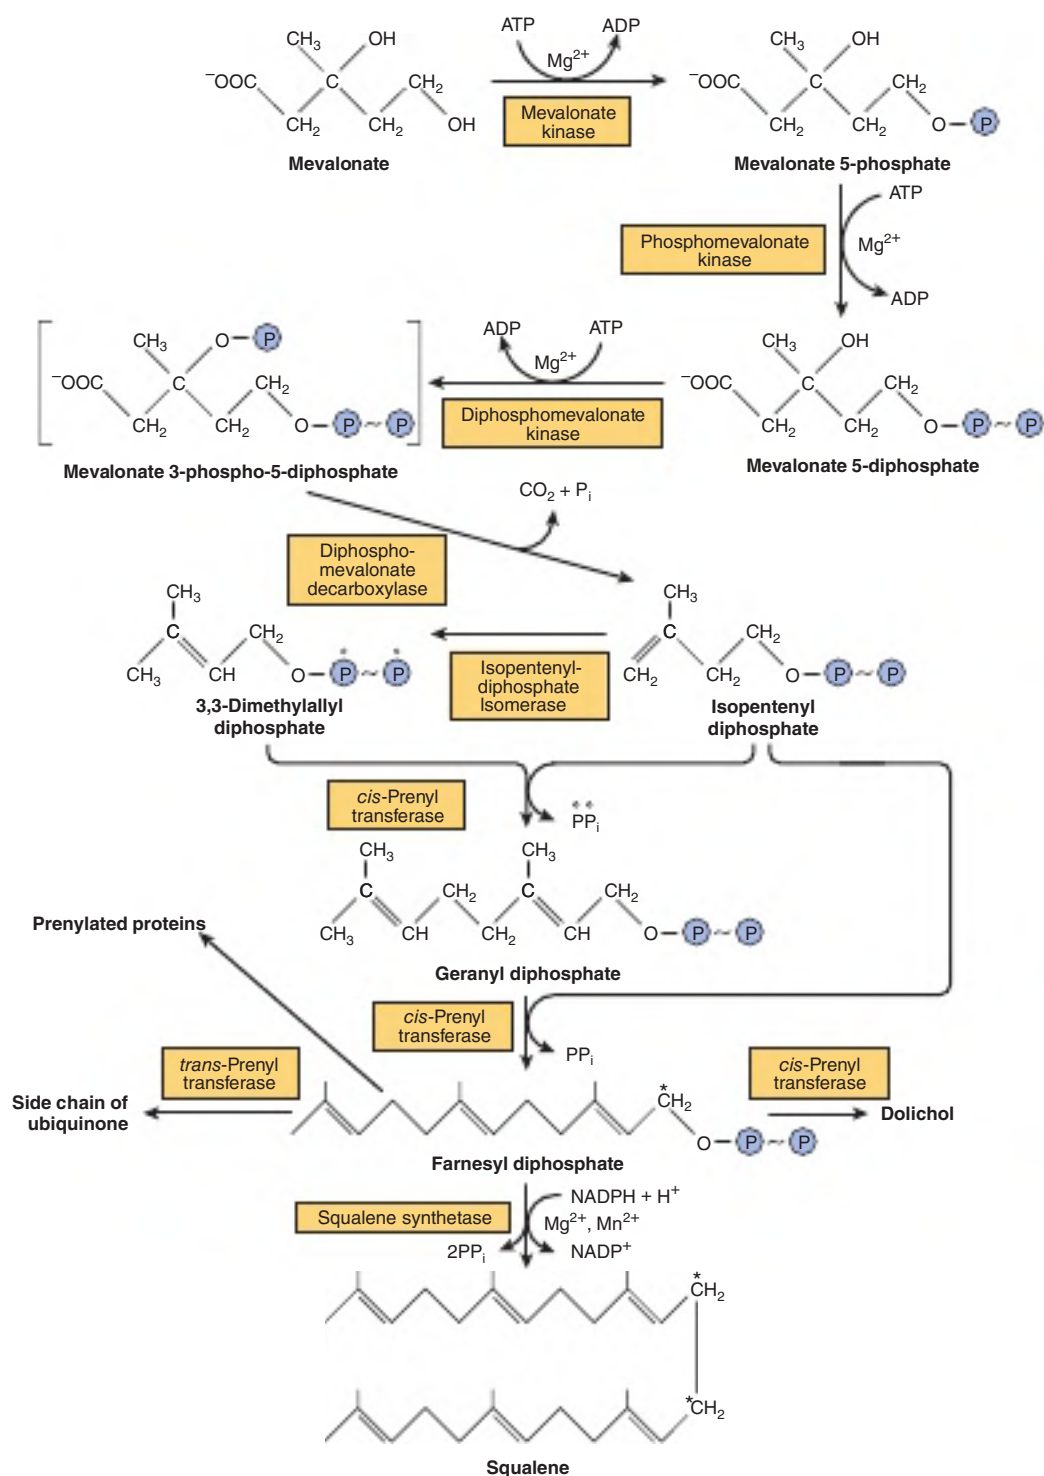 CH₃ OH
ATP ADP
Mg²⁺
⁻OOC C CH₂
CH₂ CH₂ OH
Mevalonate
Mevalonate
kinase
CH₃ OH
⁻OOC C CH₂
CH₂ CH₂ O P
Mevalonate 5-phosphate
ATP
Mg²⁺
ADP
Phosphomevalonate
kinase
CH₃ OH
⁻OOC C CH₂
CH₂ CH₂ O P ~ P
Mevalonate 5-diphosphate
ADP ATP
Mg²⁺
Diphosphomevalonate
kinase
CH₃ O P
⁻OOC C CH₂
CH₂ CH₂ O P ~ P
Mevalonate 3-phospho-5-diphosphate
CO₂ + Pᵢ
Diphospho-
mevalonate
decarboxylase
CH₃
C CH₂
CH₂ CH₂ O P ~ P
Isopentenyl
diphosphate
Isopentenyl-
diphosphate
Isomerase
CH₃
C CH₂
* *
CH₃ CH O P ~ P
3,3-Dimethylallyl
diphosphate
cis-Prenyl
transferase
* *
PPᵢ
CH₃ CH₃
C CH₂ C CH₂
CH₃ CH CH₂ CH O P ~ P
Geranyl diphosphate
Prenylated proteins
cis-Prenyl
transferase
PPᵢ
trans-Prenyl
transferase
Side chain of
ubiquinone
cis-Prenyl
transferase
Dolichol
*
CH₂
O P ~ P
Farnesyl diphosphate
Squalene synthetase
NADPH + H⁺
Mg²⁺, Mn²⁺
2PPᵢ NADP⁺
*
CH₂
*
CH₂
Squalene